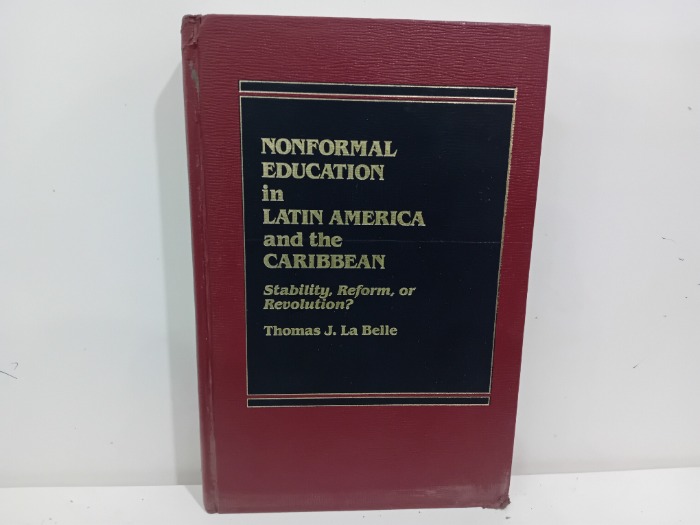 NONFORMAL
EDUCATION
in
LATIN AMERICA
and the
CARIBBEAN
Stability, Reform, or
Revolution?
Thomas J. La Belle